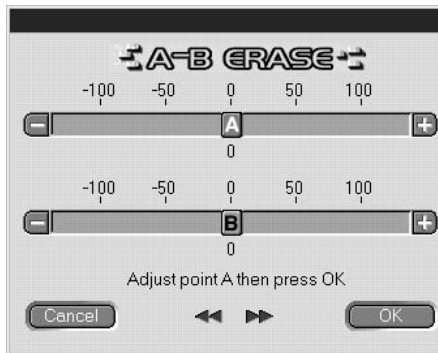 A-B ERASE
-100 -50 0 50 100
− A +
0
-100 -50 0 50 100
− B +
0
Adjust point A then press OK
Cancel OK